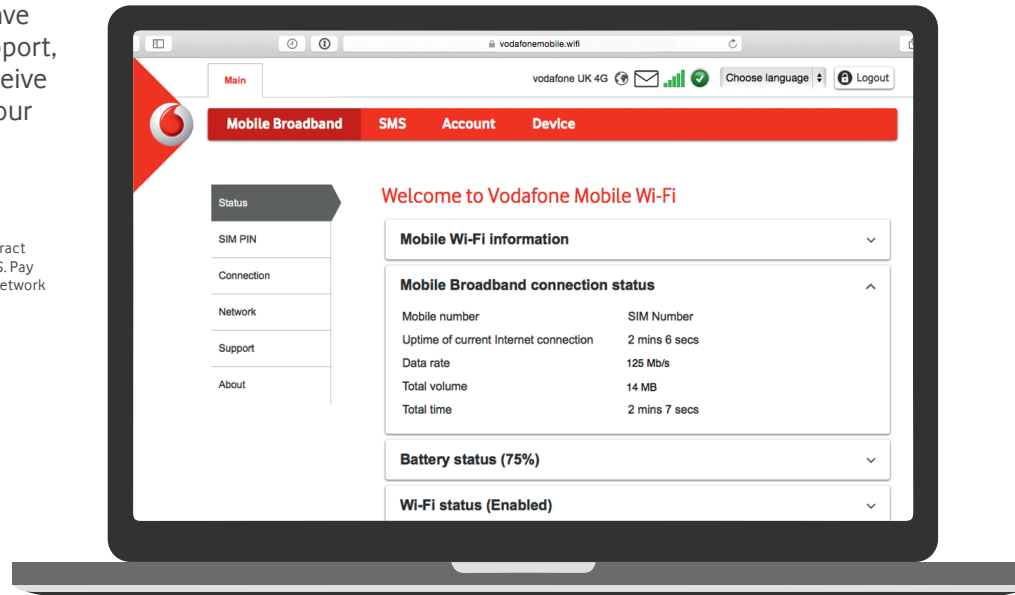 ave
port,
eive
our
ract
S. Pay
etwork
vodafonemobile.wifi
Main
vodafone UK 4G
Choose language
Logout
Mobile Broadband SMS Account Device
Status
SIM PIN
Connection
Network
Support
About
Welcome to Vodafone Mobile Wi-Fi
Mobile Wi-Fi information
Mobile Broadband connection status
Mobile number SIM Number
Uptime of current Internet connection 2 mins 6 secs
Data rate 125 Mb/s
Total volume 14 MB
Total time 2 mins 7 secs
Battery status (75%)
Wi-Fi status (Enabled)